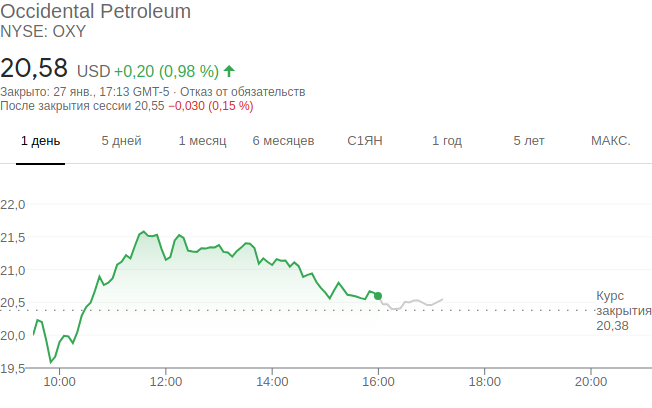 Occidental Petroleum
NYSE: OXY
20,58 USD +0,20 (0,98 %)
Закрыто: 27 янв., 17:13 GMT-5 · Отказ от обязательств
После закрытия сессии 20,55 −0,030 (0,15 %)
1 день 5 дней 1 месяц 6 месяцев С1ЯН 1 год 5 лет МАКС.
22,0
21,5
21,0
20,5
20,0
19,5
Курс
закрытия
20,38
10:00 12:00 14:00 16:00 18:00 20:00